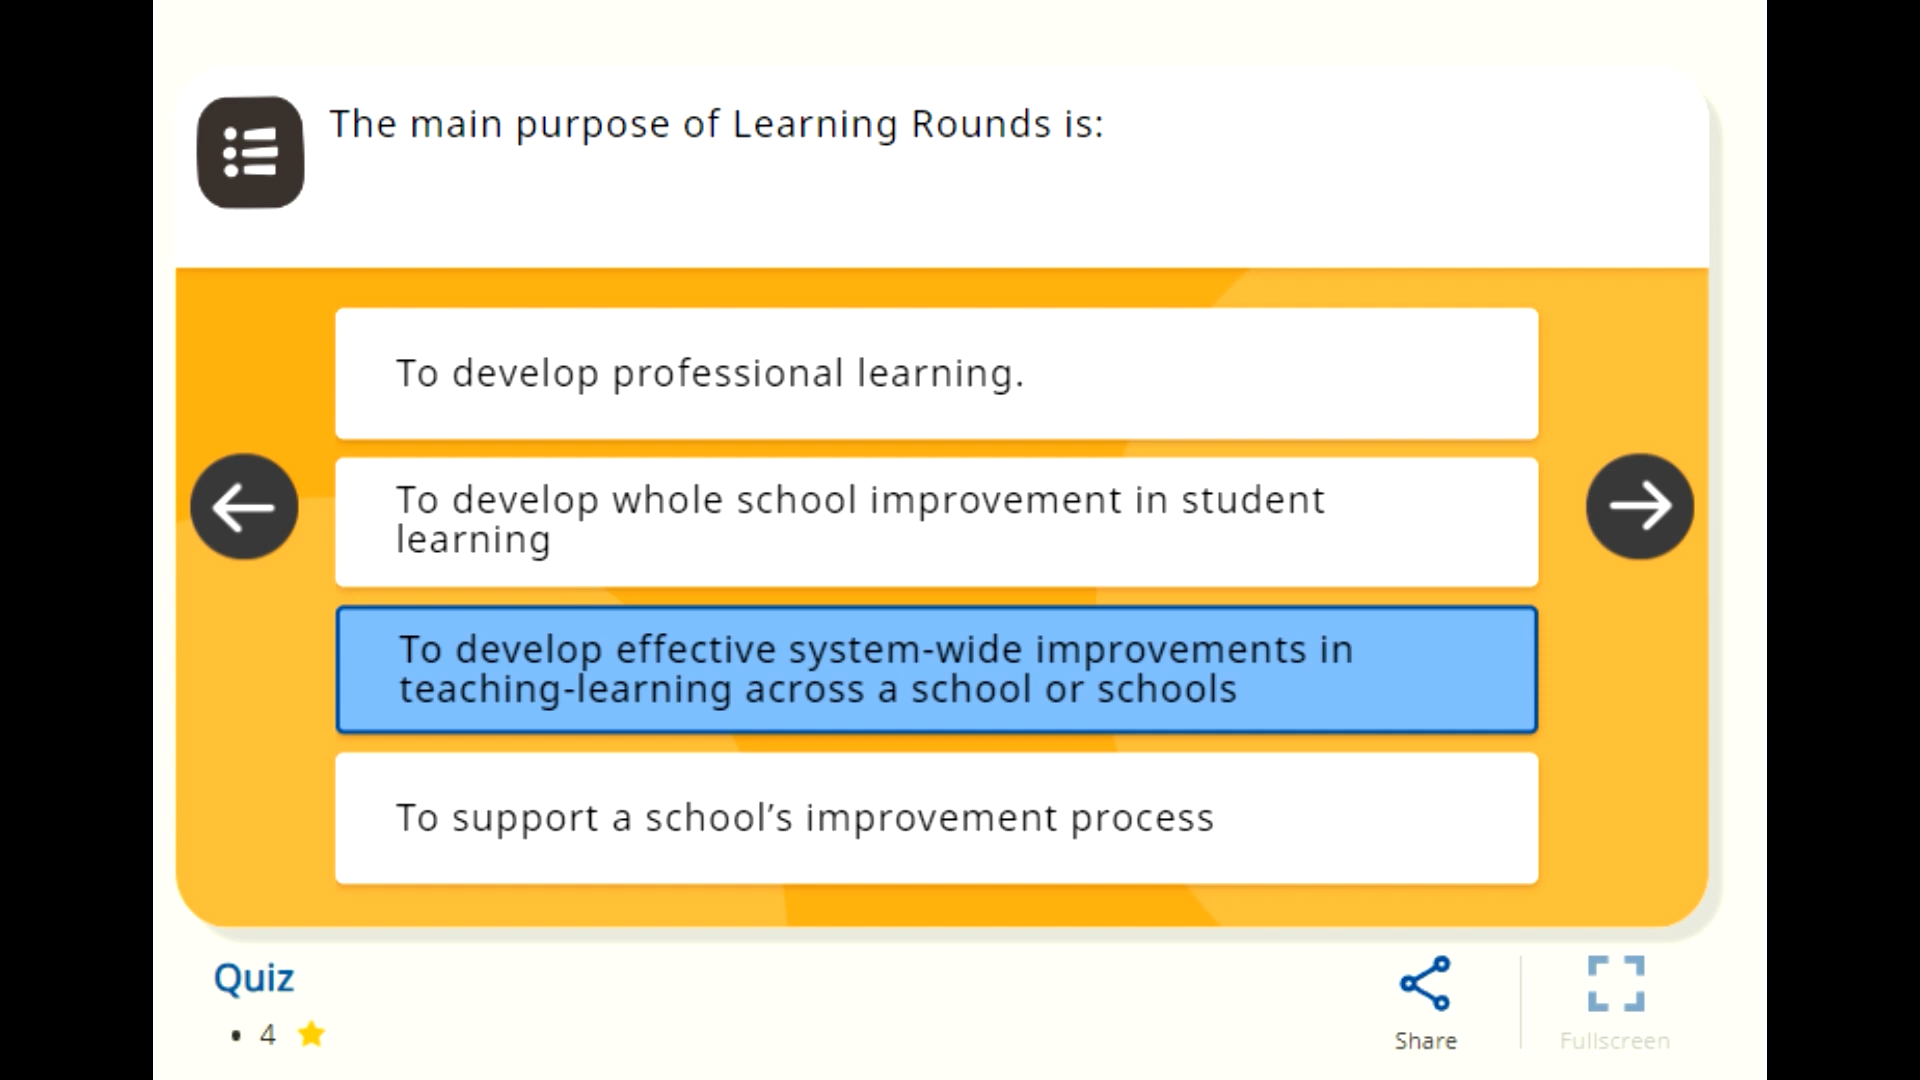 The main purpose of Learning Rounds is:
To develop professional learning.
To develop whole school improvement in student
learning
To develop effective system-wide improvements in
teaching-learning across a school or schools
To support a school’s improvement process
Quiz
• 4
Share
Fullscreen